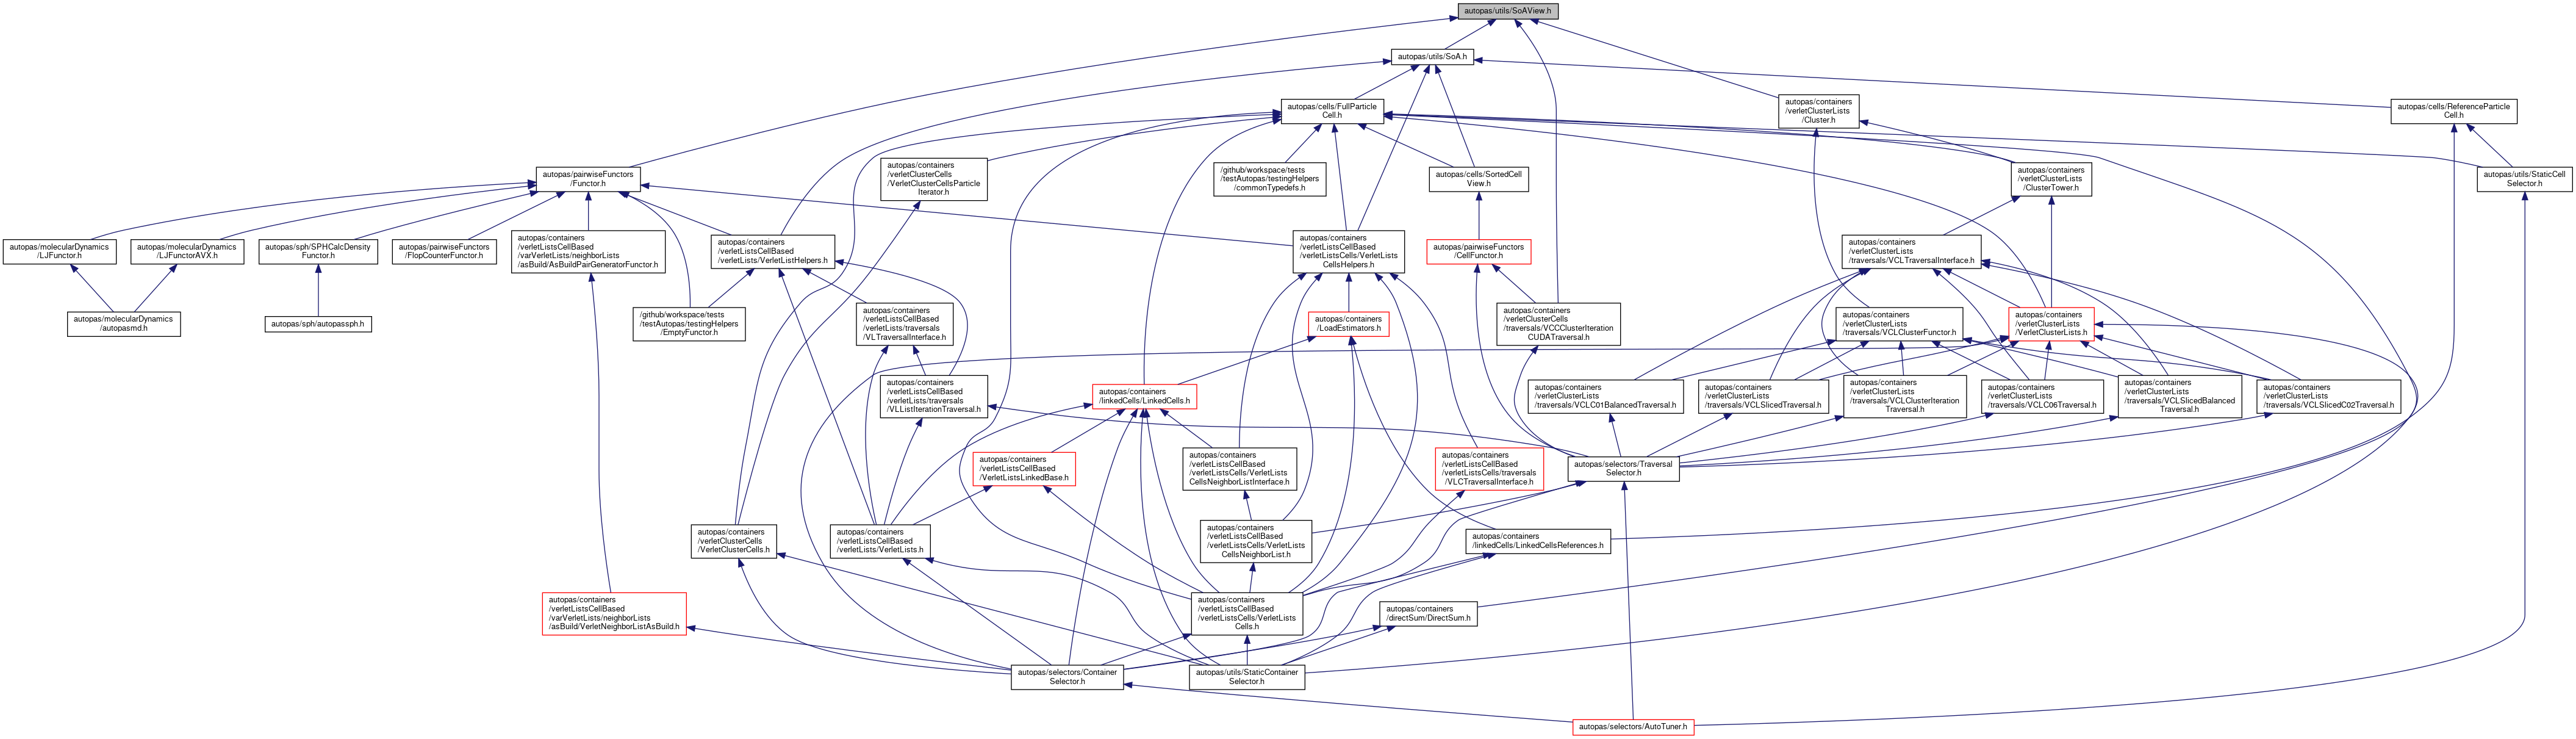 autopas/utils/SoAView.h
autopas/utils/SoA.h
autopas/cells/FullParticle
Cell.h
autopas/containers
/verletClusterLists
/Cluster.h
autopas/cells/ReferenceParticle
Cell.h
autopas/pairwiseFunctors
/Functor.h
autopas/containers
/verletClusterCells
/VerletClusterCellsParticle
Iterator.h
/github/workspace/tests
/testAutopas/testingHelpers
/commonTypedefs.h
autopas/cells/SortedCell
View.h
autopas/containers
/verletClusterLists
/ClusterTower.h
autopas/utils/StaticCell
Selector.h
autopas/molecularDynamics
/LJFunctor.h
autopas/molecularDynamics
/LJFunctorAVX.h
autopas/sph/SPHCalcDensity
Functor.h
autopas/pairwiseFunctors
/FlopCounterFunctor.h
autopas/containers
/verletListsCellBased
/varVerletLists/neighborLists
/asBuild/AsBuildPairGeneratorFunctor.h
autopas/containers
/verletListsCellBased
/verletLists/VerletListHelpers.h
autopas/containers
/verletListsCellBased
/verletListsCells/VerletLists
CellsHelpers.h
autopas/pairwiseFunctors
/CellFunctor.h
autopas/containers
/verletClusterLists
/traversals/VCLTraversalInterface.h
autopas/molecularDynamics
/autopasmd.h
autopas/sph/autopassph.h
/github/workspace/tests
/testAutopas/testingHelpers
/EmptyFunctor.h
autopas/containers
/verletListsCellBased
/verletLists/traversals
/VLTraversalInterface.h
autopas/containers
/LoadEstimators.h
autopas/containers
/verletClusterCells
/traversals/VCCClusterIteration
CUDATraversal.h
autopas/containers
/verletClusterLists
/traversals/VCLClusterFunctor.h
autopas/containers
/verletClusterLists
/VerletClusterLists.h
autopas/containers
/verletListsCellBased
/verletLists/traversals
/VLListIterationTraversal.h
autopas/containers
/linkedCells/LinkedCells.h
autopas/containers
/verletClusterLists
/traversals/VCLC01BalancedTraversal.h
autopas/containers
/verletClusterLists
/traversals/VCLSlicedTraversal.h
autopas/containers
/verletClusterLists
/traversals/VCLClusterIteration
Traversal.h
autopas/containers
/verletClusterLists
/traversals/VCLC06Traversal.h
autopas/containers
/verletClusterLists
/traversals/VCLSlicedBalanced
Traversal.h
autopas/containers
/verletClusterLists
/traversals/VCLSlicedC02Traversal.h
autopas/containers
/verletListsCellBased
/VerletListsLinkedBase.h
autopas/containers
/verletListsCellBased
/verletListsCells/VerletLists
CellsNeighborListInterface.h
autopas/containers
/verletListsCellBased
/verletListsCells/traversals
/VLCTraversalInterface.h
autopas/selectors/Traversal
Selector.h
autopas/containers
/verletClusterCells
/VerletClusterCells.h
autopas/containers
/verletListsCellBased
/verletLists/VerletLists.h
autopas/containers
/verletListsCellBased
/verletListsCells/VerletLists
CellsNeighborList.h
autopas/containers
/linkedCells/LinkedCellsReferences.h
autopas/containers
/verletListsCellBased
/varVerletLists/neighborLists
/asBuild/VerletNeighborListAsBuild.h
autopas/containers
/verletListsCellBased
/verletListsCells/VerletLists
Cells.h
autopas/containers
/directSum/DirectSum.h
autopas/selectors/Container
Selector.h
autopas/utils/StaticContainer
Selector.h
autopas/selectors/AutoTuner.h